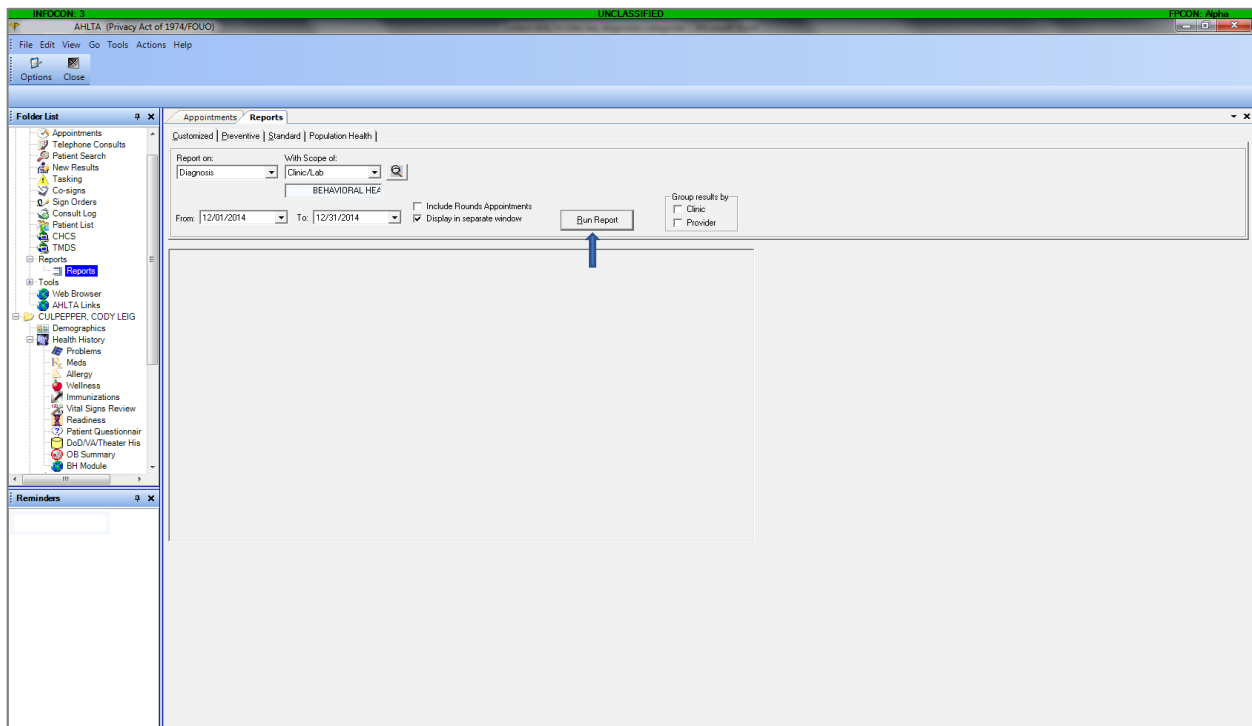 INFOCON: 3 UNCLASSIFIED FPCON: Alpha
AHLTA (Privacy Act of 1974/FOUO)
File Edit View Go Tools Actions Help
Options Close
Folder List
Appointments
Telephone Consults
Patient Search
New Results
Tasking
Co-signs
Sign Orders
Consult Log
Patient List
CHCS
TMDS
Reports
Reports
Tools
Web Browser
AHLTA Links
CULPEPPER, CODY LEIG
Demographics
Health History
Problems
Meds
Allergy
Wellness
Immunizations
Vital Signs Review
Readiness
Patient Questionnair
DoD/VA/Theater His
OB Summary
BH Module
Reminders
Appointments Reports
Customized Preventive Standard Population Health
Report on: With Scope of:
Diagnosis Clinic/Lab
BEHAVIORAL HEA
From: 12/01/2014 To: 12/31/2014
Include Rounds Appointments
Display in separate window
Run Report
Group results by
Clinic
Provider